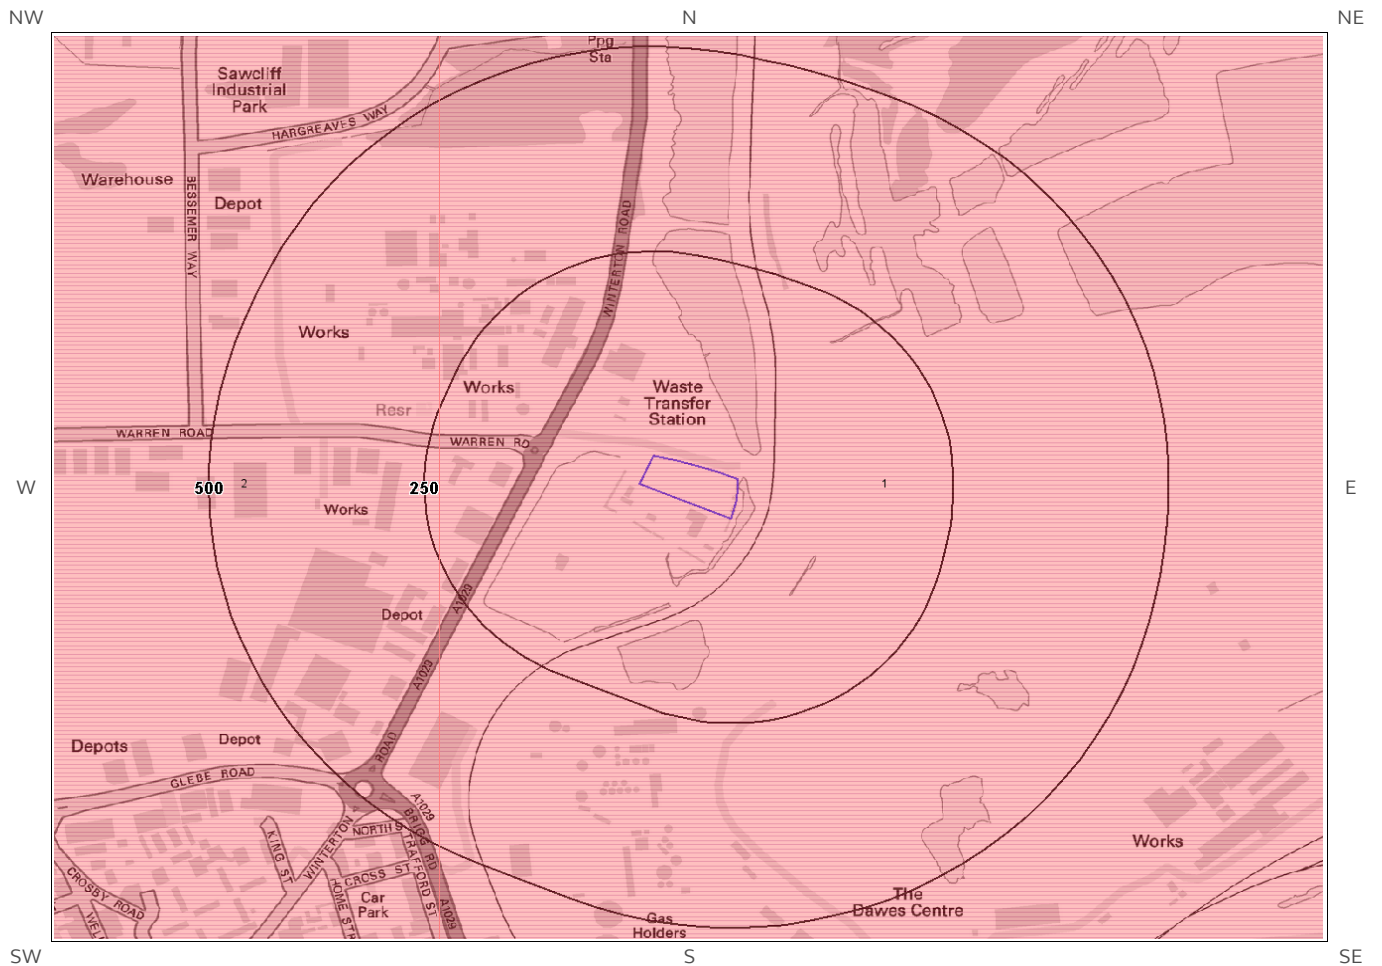 NW
N
NE
Ppg
Sta
Sawcliff
Industrial
Park
HARGREAVES WAY
Warehouse
BESSEMER WAY
Depot
WINTERTON ROAD
Works
Works
Waste
Transfer
Station
Resr
WARREN ROAD
WARREN RD
W
500
2
250
1
E
Works
A1029
Depot
A1029
Depots
Depot
ROAD
GLEBE ROAD
A1029
BRIGG RD
NORTH S
KING ST
WINTERTON
TRAFFORD ST
Works
CROSS ST
CROSBY ROAD
HOME STR
Car
Park
A1029
WELL
Gas
Holders
The
Dawes Centre
SW
S
SE